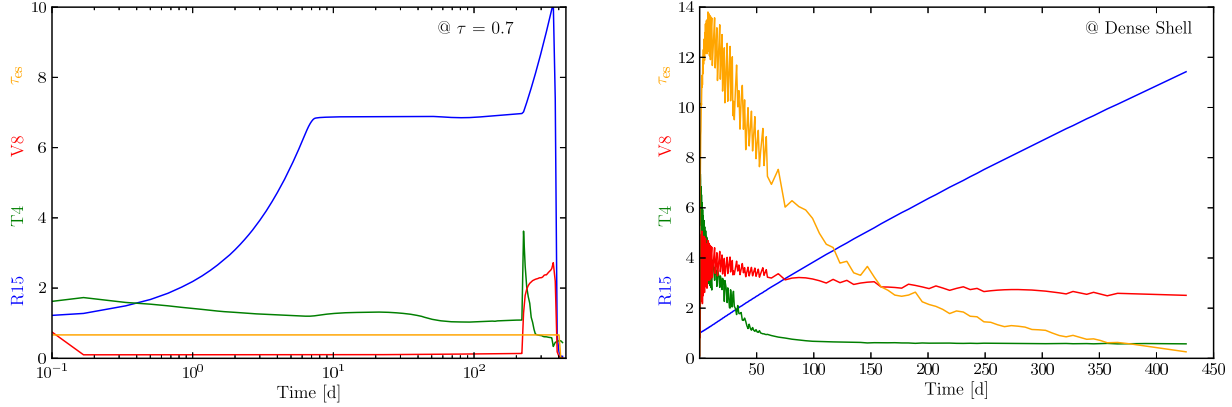 @ τ = 0.7
R15 T4 V8 τes
0 2 4 6 8 10
10⁻¹ 10⁰ 10¹ 10²
Time [d]
@ Dense Shell
R15 T4 V8 τes
0 2 4 6 8 10 12 14
50 100 150 200 250 300 350 400 450
Time [d]